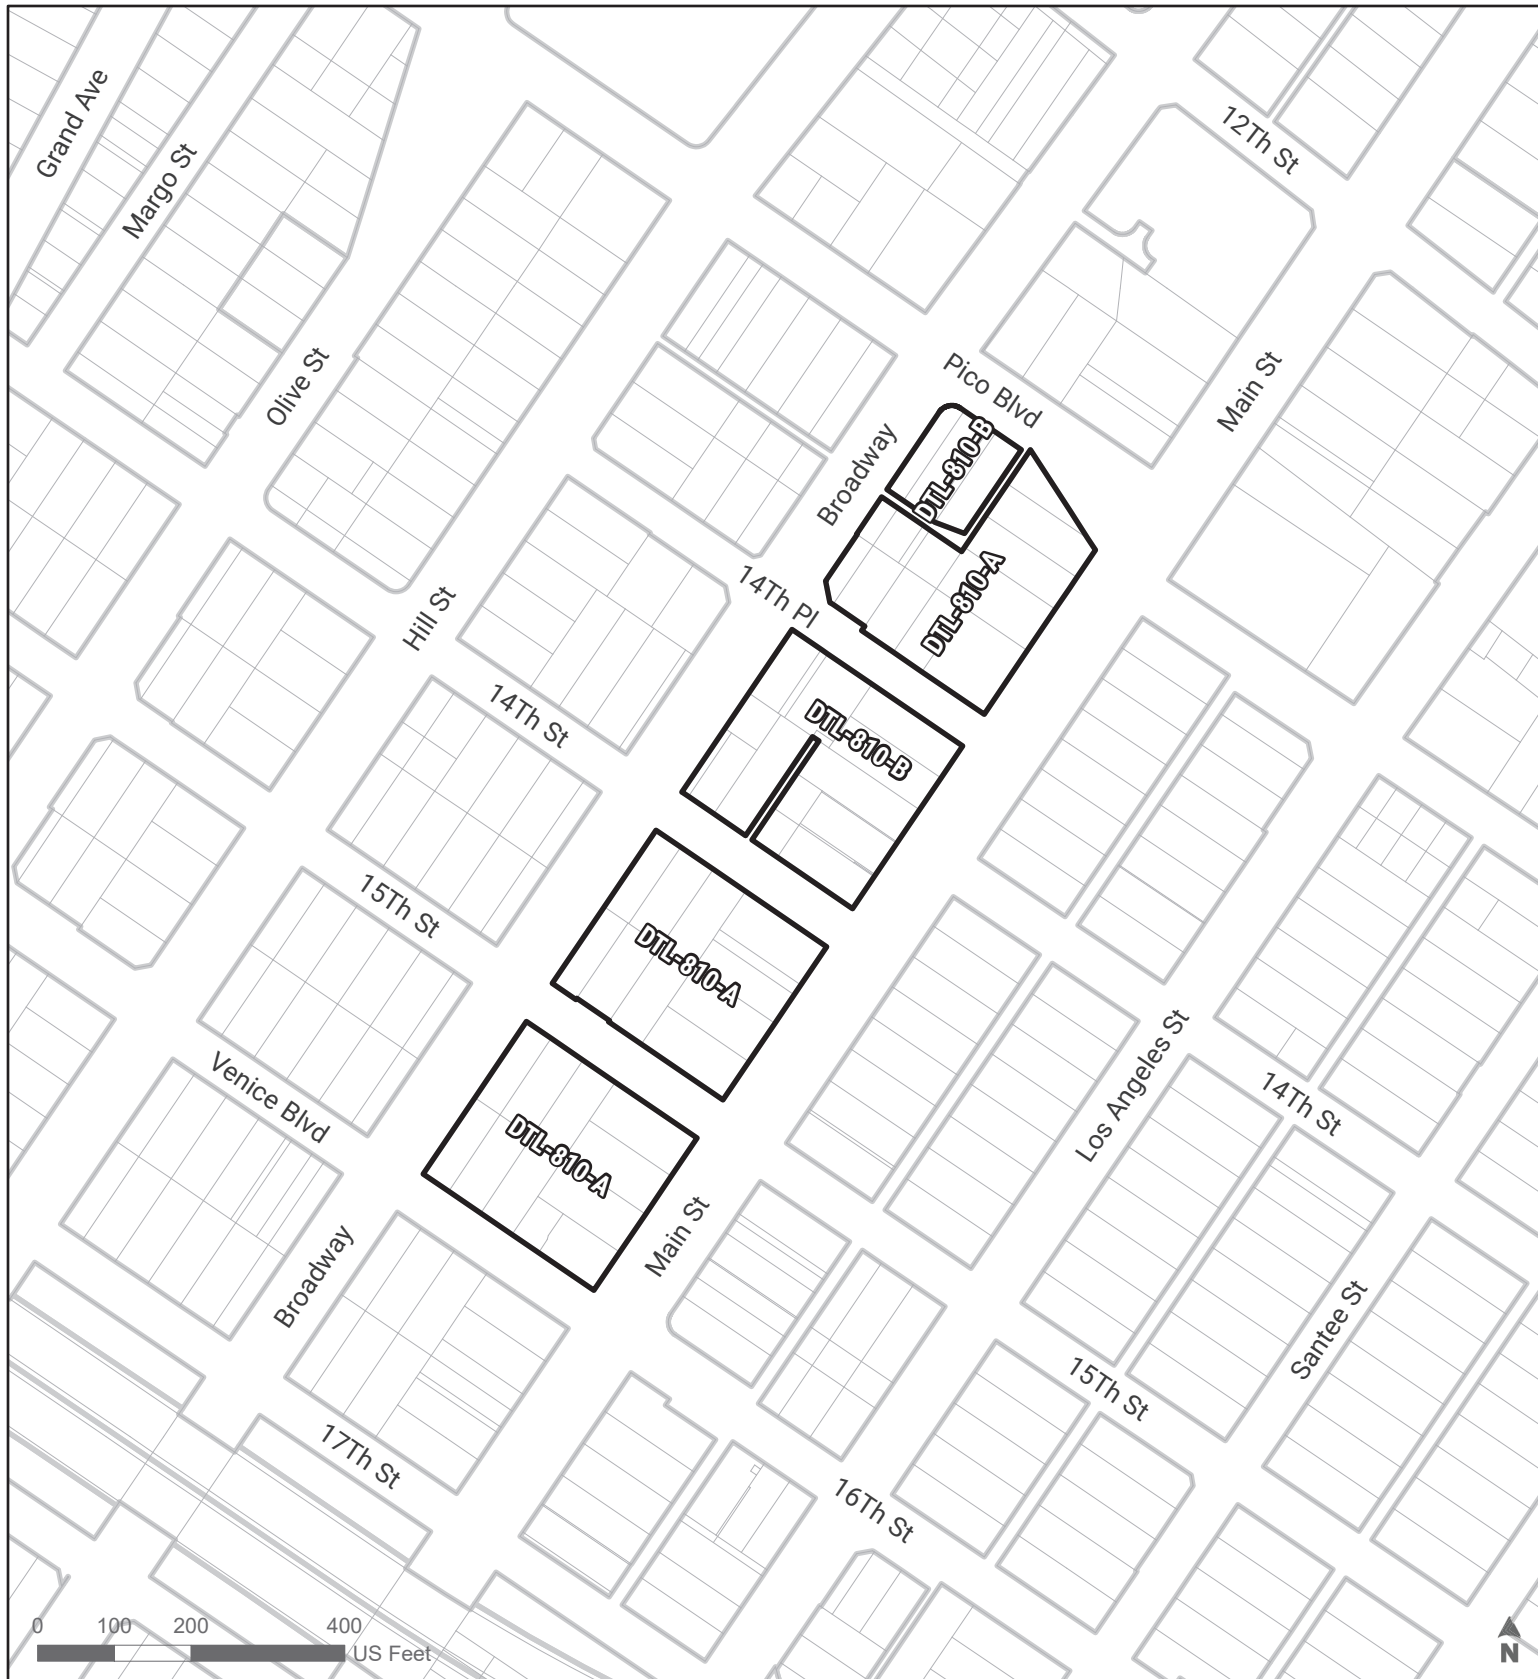 Grand Ave
Margo St
12Th St
Olive St
Pico Blvd
Main St
Broadway
DTL-810-B
DTL-810-A
14Th Pl
Hill St
14Th St
DTL-810-B
15Th St
DTL-810-A
Los Angeles St
Venice Blvd
14Th St
DTL-810-A
Main St
Broadway
Santee St
15Th St
17Th St
16Th St
0 100 200 400
US Feet
N